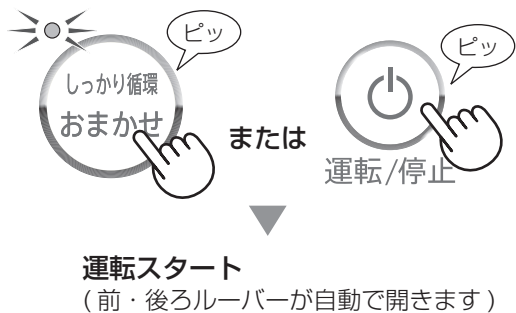 ピッ
しっかり循環
おまかせ
または
ピッ
運転/停止
運転スタート
(前・後ろルーバーが自動で開きます)